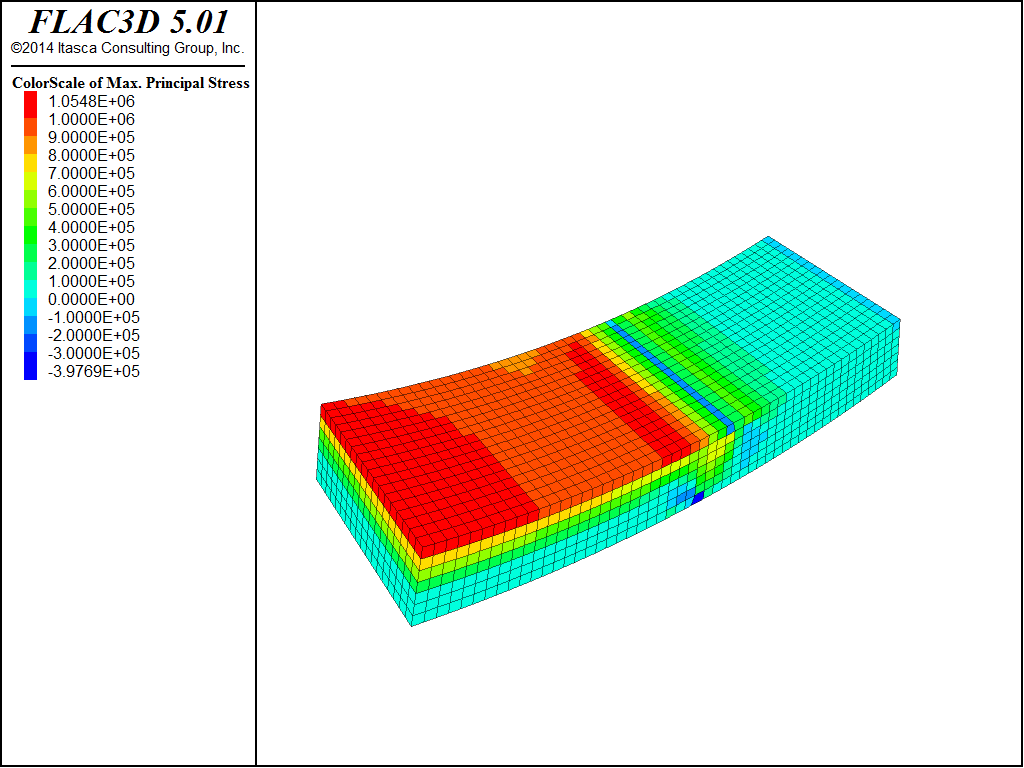 FLAC3D 5.01
©2014 Itasca Consulting Group, Inc.
ColorScale of Max. Principal Stress
1.0548E+06
1.0000E+06
9.0000E+05
8.0000E+05
7.0000E+05
6.0000E+05
5.0000E+05
4.0000E+05
3.0000E+05
2.0000E+05
1.0000E+05
0.0000E+00
-1.0000E+05
-2.0000E+05
-3.0000E+05
-3.9769E+05